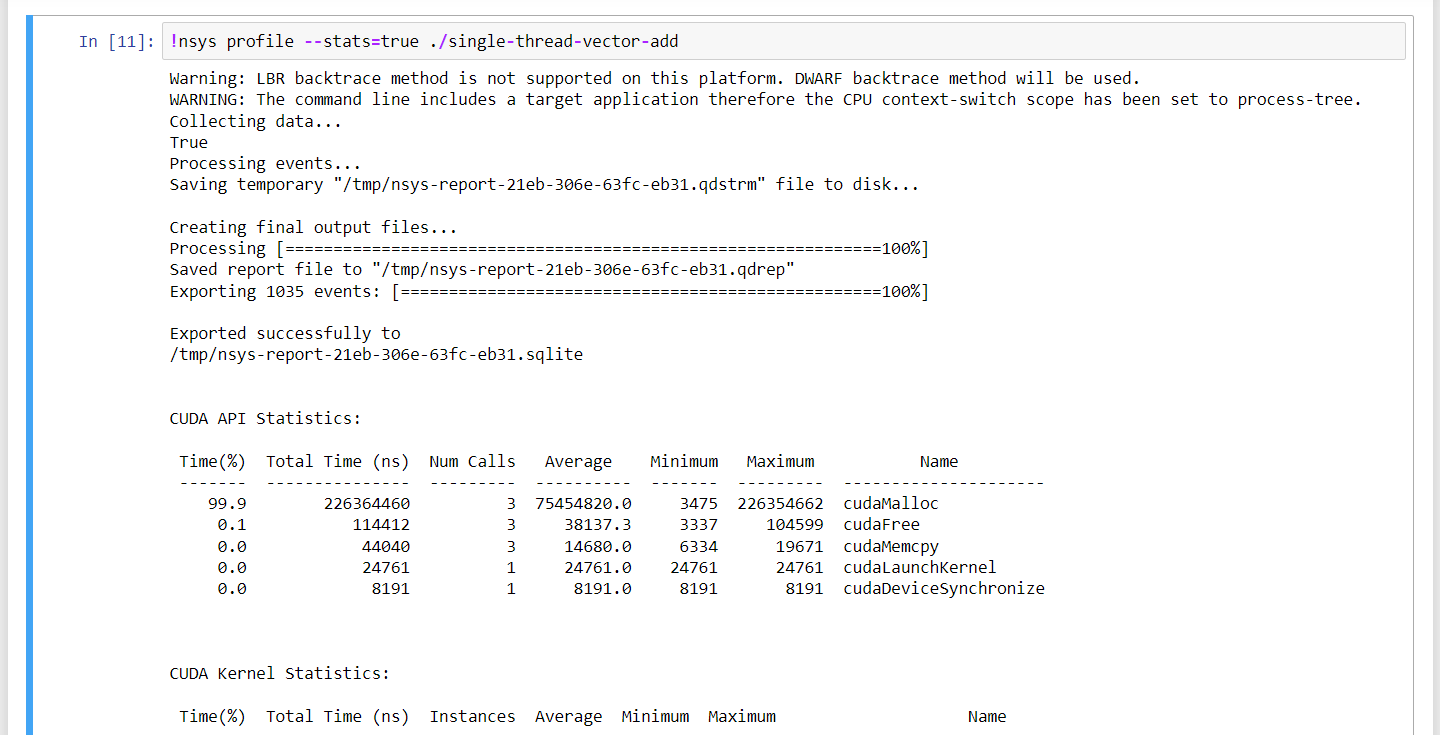 In [11]: !nsys profile --stats=true ./single-thread-vector-add
Warning: LBR backtrace method is not supported on this platform. DWARF backtrace method will be used.
WARNING: The command line includes a target application therefore the CPU context-switch scope has been set to process-tree.
Collecting data...
True
Processing events...
Saving temporary "/tmp/nsys-report-21eb-306e-63fc-eb31.qdstrm" file to disk...
Creating final output files...
Processing [==============================================================100%]
Saved report file to "/tmp/nsys-report-21eb-306e-63fc-eb31.qdrep"
Exporting 1035 events: [==================================================100%]
Exported successfully to
/tmp/nsys-report-21eb-306e-63fc-eb31.sqlite
CUDA API Statistics:
Time(%) Total Time (ns) Num Calls Average Minimum Maximum Name
------- --------------- --------- ---------- ------- --------- ---------------------
99.9 226364460 3 75454820.0 3475 226354662 cudaMalloc
0.1 114412 3 38137.3 3337 104599 cudaFree
0.0 44040 3 14680.0 6334 19671 cudaMemcpy
0.0 24761 1 24761.0 24761 24761 cudaLaunchKernel
0.0 8191 1 8191.0 8191 8191 cudaDeviceSynchronize
CUDA Kernel Statistics:
Time(%) Total Time (ns) Instances Average Minimum Maximum Name